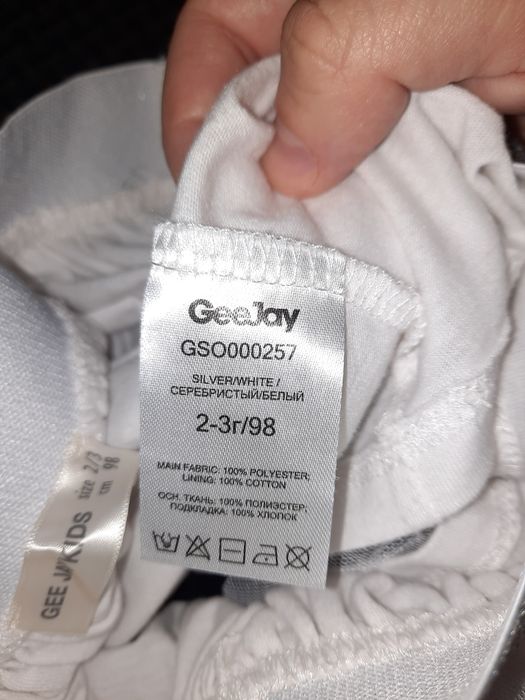 GeeJay
GSO000257
SILVER/WHITE /
СЕРЕБРИСТЫЙ/БЕЛЫЙ
2-3г/98
MAIN FABRIC: 100% POLYESTER;
LINING: 100% COTTON
ОСН. ТКАНЬ: 100% ПОЛИЭСТЕР;
ПОДКЛАДКА: 100% ХЛОПОК
GEE JAY KIDS
size 2/3
cm 98